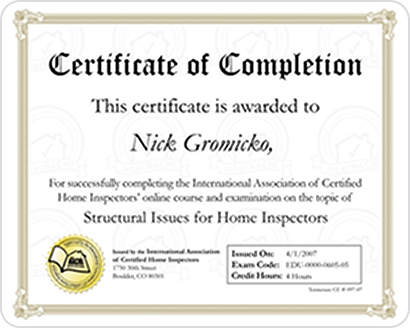 Certificate of Completion
This certificate is awarded to
Nick Gromicko,
For successfully completing the International Association of Certified
Home Inspectors' online course and examination on the topic of
Structural Issues for Home Inspectors
Issued by the International Association
of Certified Home Inspectors
1750 30th Street
Boulder, CO 80301
Issued On: 4/1/2007
Exam Code: EDU-0000-0605-05
Credit Hours: 4 Hours
Tennessee CE #